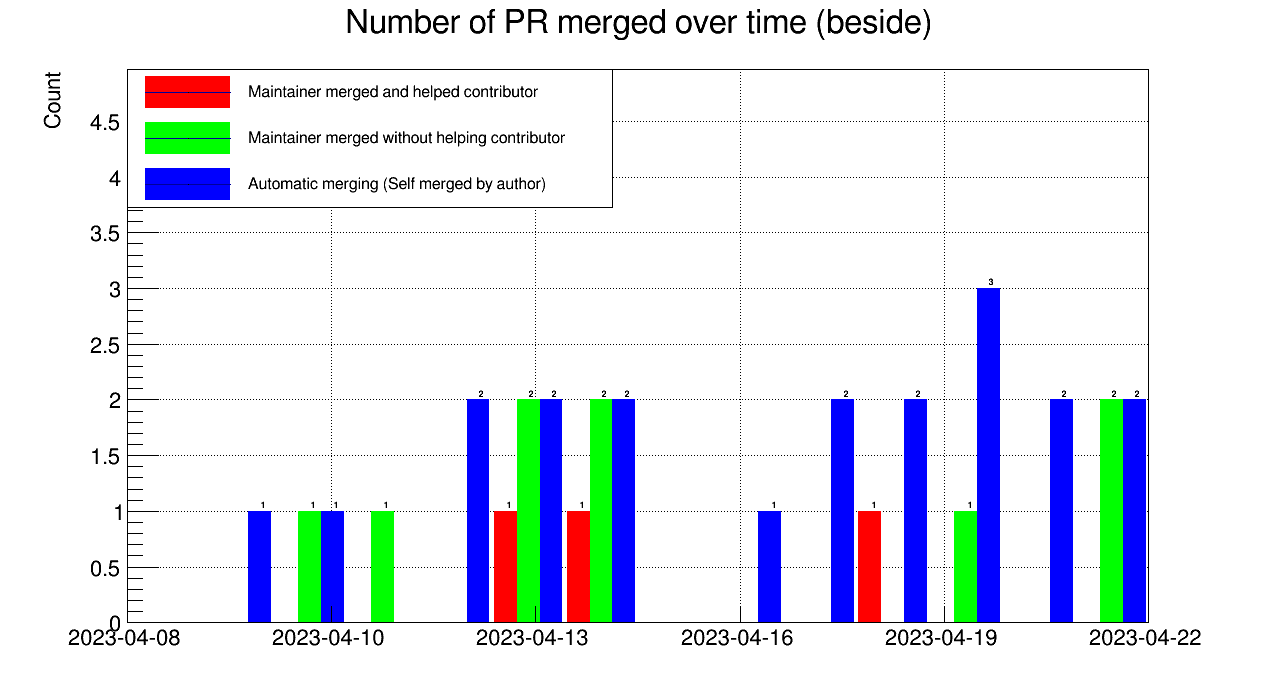 Number of PR merged over time (beside)
Count
Maintainer merged and helped contributor
Maintainer merged without helping contributor
Automatic merging (Self merged by author)
4.5
4
3.5
3
2.5
2
1.5
1
0.5
0
3
2 2 2 2 2 2 2 2 2 2
1 1 1 1 1 1 1 1 1
2023-04-08 2023-04-10 2023-04-13 2023-04-16 2023-04-19 2023-04-22